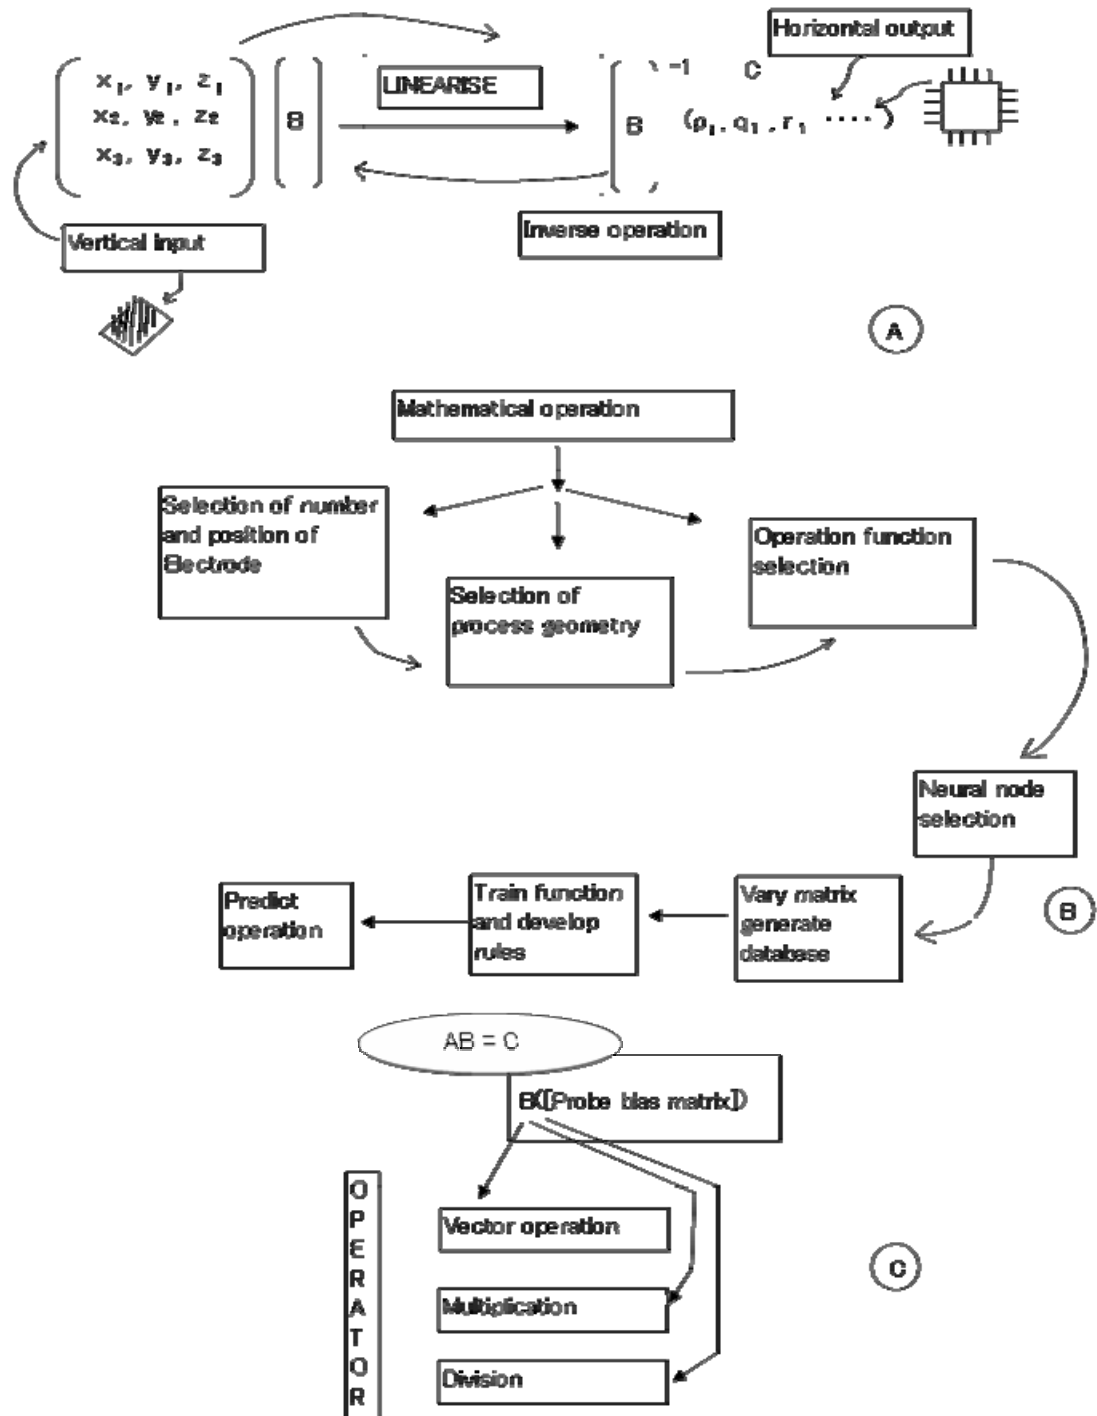 Horizontal output
x1, y1, z1
x2, y2, z2
x3, y3, z3
B
LINEARISE
B
-1
C
(p1, q1, r1 ....)
Vertical input
Inverse operation
A
Mathematical operation
Selection of number
and position of
Electrode
Selection of
process geometry
Operation function
selection
Neural node
selection
Vary matrix
generate
database
Train function
and develop
rules
Predict
operation
B
AB = C
B([Probe bias matrix])
OPERATOR
Vector operation
Multiplication
Division
C